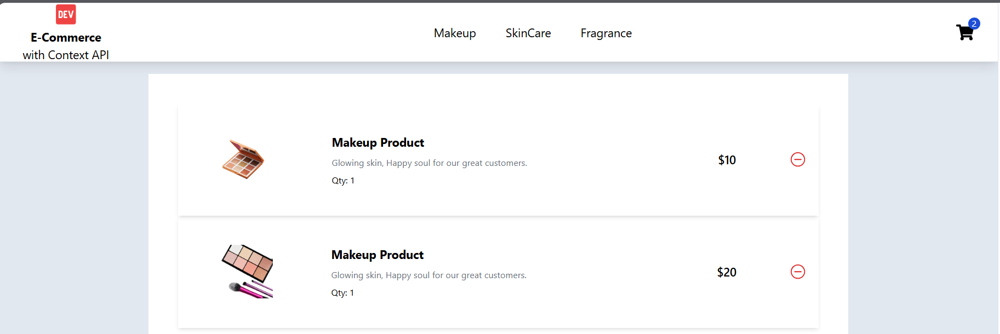 DEV
E-Commerce
with Context API
Makeup SkinCare Fragrance
2
Makeup Product
Glowing skin, Happy soul for our great customers.
Qty: 1
$10
Makeup Product
Glowing skin, Happy soul for our great customers.
Qty: 1
$20